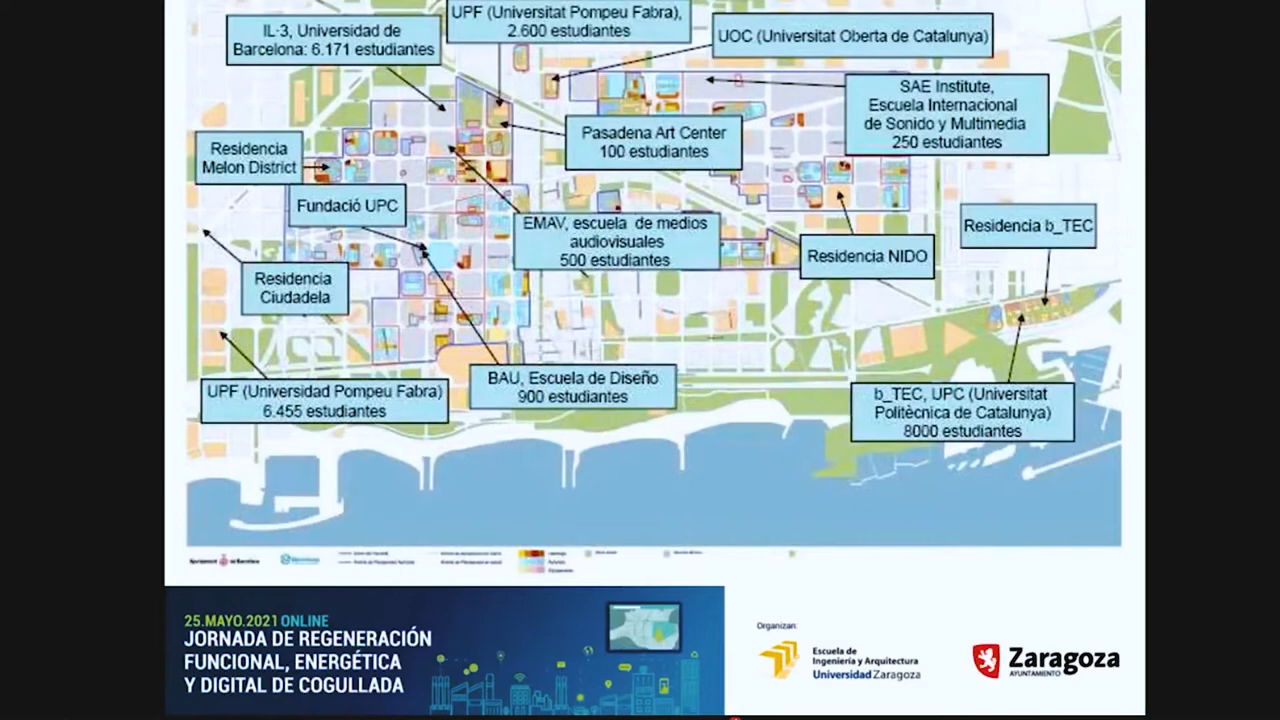 UPF (Universitat Pompeu Fabra),
2.600 estudiantes
IL·3, Universidad de
Barcelona: 6.171 estudiantes
UOC (Universitat Oberta de Catalunya)
SAE Institute,
Escuela Internacional
de Sonido y Multimedia
250 estudiantes
Pasadena Art Center
100 estudiantes
Residencia
Melon District
Fundació UPC
EMAV, escuela de medios
audiovisuales
500 estudiantes
Residencia b_TEC
Residencia NIDO
Residencia
Ciudadela
UPF (Universidad Pompeu Fabra)
6.455 estudiantes
BAU, Escuela de Diseño
900 estudiantes
b_TEC, UPC (Universitat
Politècnica de Catalunya)
8000 estudiantes
Ajuntament de Barcelona
25.MAYO.2021 ONLINE
JORNADA DE REGENERACIÓN
FUNCIONAL, ENERGÉTICA
Y DIGITAL DE COGULLADA
Organizan:
Escuela de
Ingeniería y Arquitectura
Universidad Zaragoza
Zaragoza
AYUNTAMIENTO